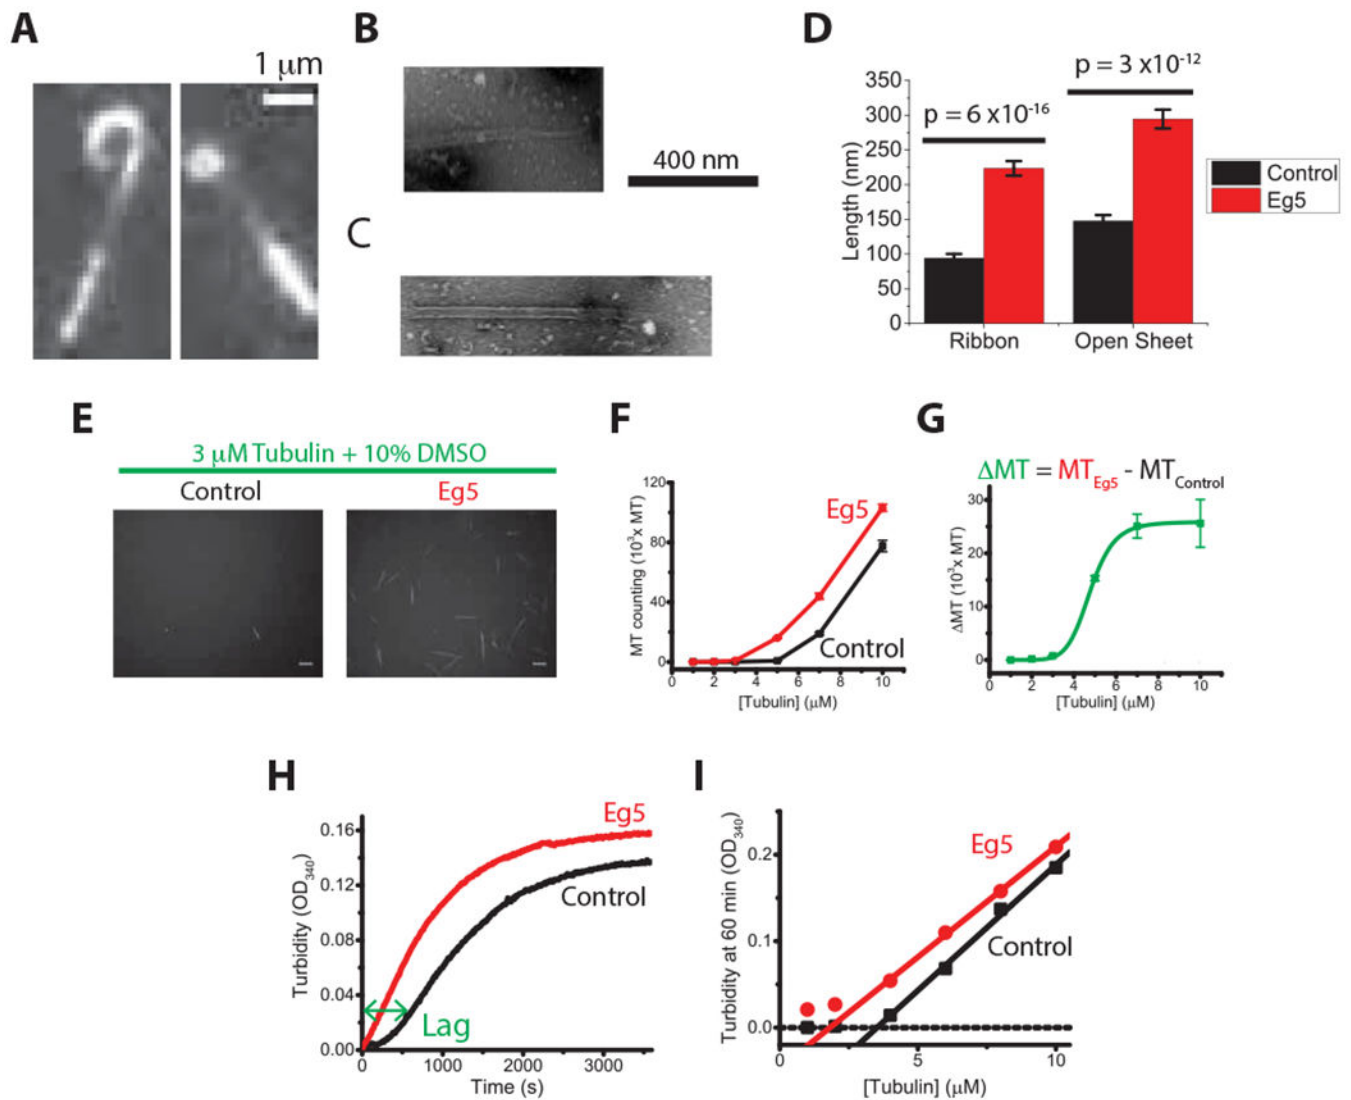 A
1 μm
B
400 nm
C
D
p = 6 x10⁻¹⁶
p = 3 x10⁻¹²
350
300
250
200
150
100
50
0
Length (nm)
Ribbon
Open Sheet
Control
Eg5
E
3 μM Tubulin + 10% DMSO
Control
Eg5
F
120
80
40
0
MT counting (10³x MT)
Eg5
Control
0 2 4 6 8 10
[Tubulin] (μM)
G
ΔMT = MT_Eg5 - MT_Control
30
20
10
0
ΔMT (10³x MT)
0 2 4 6 8 10
[Tubulin] (μM)
H
0.16
0.12
0.08
0.04
0.00
Turbidity (OD₃₄₀)
Eg5
Control
Lag
0 1000 2000 3000
Time (s)
I
0.2
0.1
0.0
Turbidity at 60 min (OD₃₄₀)
Eg5
Control
0 5 10
[Tubulin] (μM)